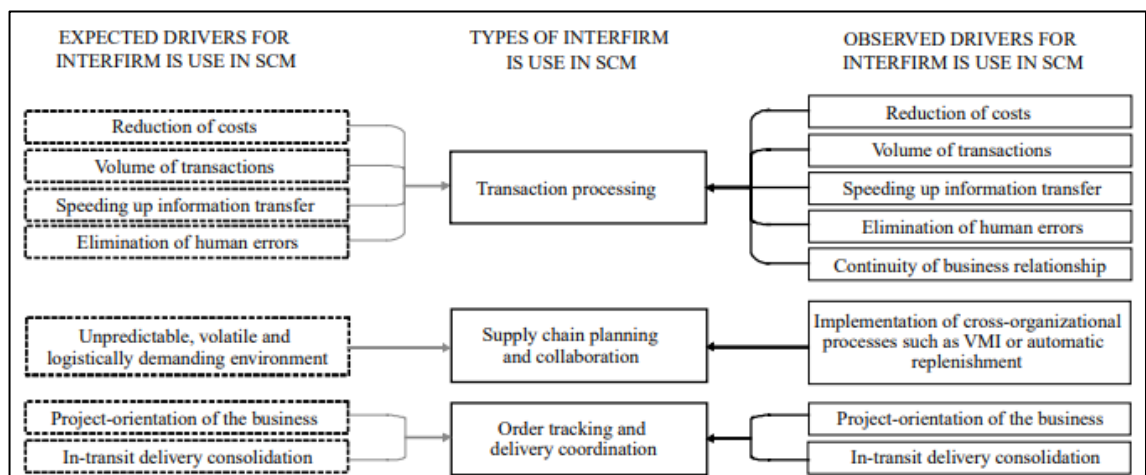 EXPECTED DRIVERS FOR
INTERFIRM IS USE IN SCM
TYPES OF INTERFIRM
IS USE IN SCM
OBSERVED DRIVERS FOR
INTERFIRM IS USE IN SCM
Reduction of costs
Volume of transactions
Speeding up information transfer
Elimination of human errors
Transaction processing
Reduction of costs
Volume of transactions
Speeding up information transfer
Elimination of human errors
Continuity of business relationship
Unpredictable, volatile and
logistically demanding environment
Supply chain planning
and collaboration
Implementation of cross-organizational
processes such as VMI or automatic
replenishment
Project-orientation of the business
In-transit delivery consolidation
Order tracking and
delivery coordination
Project-orientation of the business
In-transit delivery consolidation